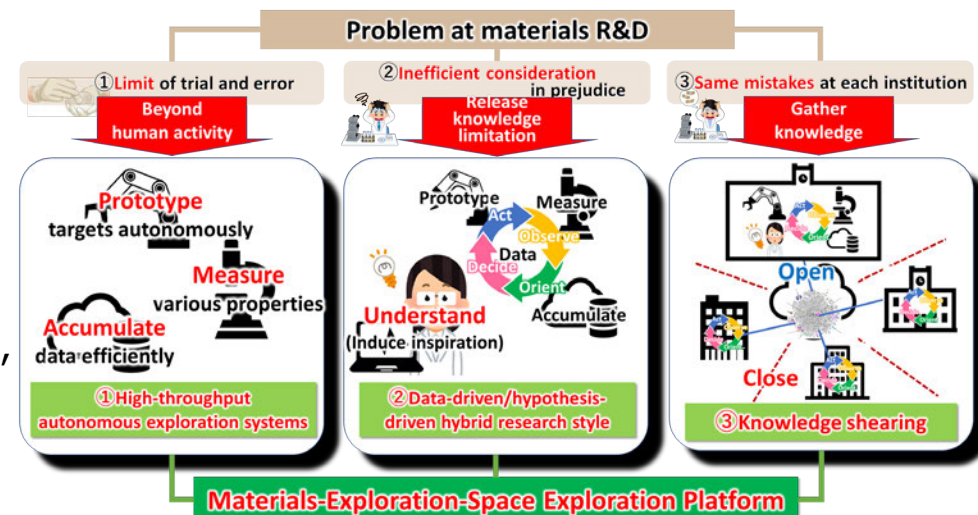 Problem at materials R&D
①Limit of trial and error
Beyond
human activity
②Inefficient consideration
in prejudice
Release
knowledge
limitation
③Same mistakes at each institution
Gather
knowledge
Prototype
targets autonomously
Measure
various properties
Accumulate
data efficiently
,
①High-throughput
autonomous exploration systems
Prototype
Measure
Act
Observe
Data
Decide
Orient
Accumulate
Understand
(Induce inspiration)
②Data-driven/hypothesis-
driven hybrid research style
Open
Close
③Knowledge shearing
Materials-Exploration-Space Exploration Platform